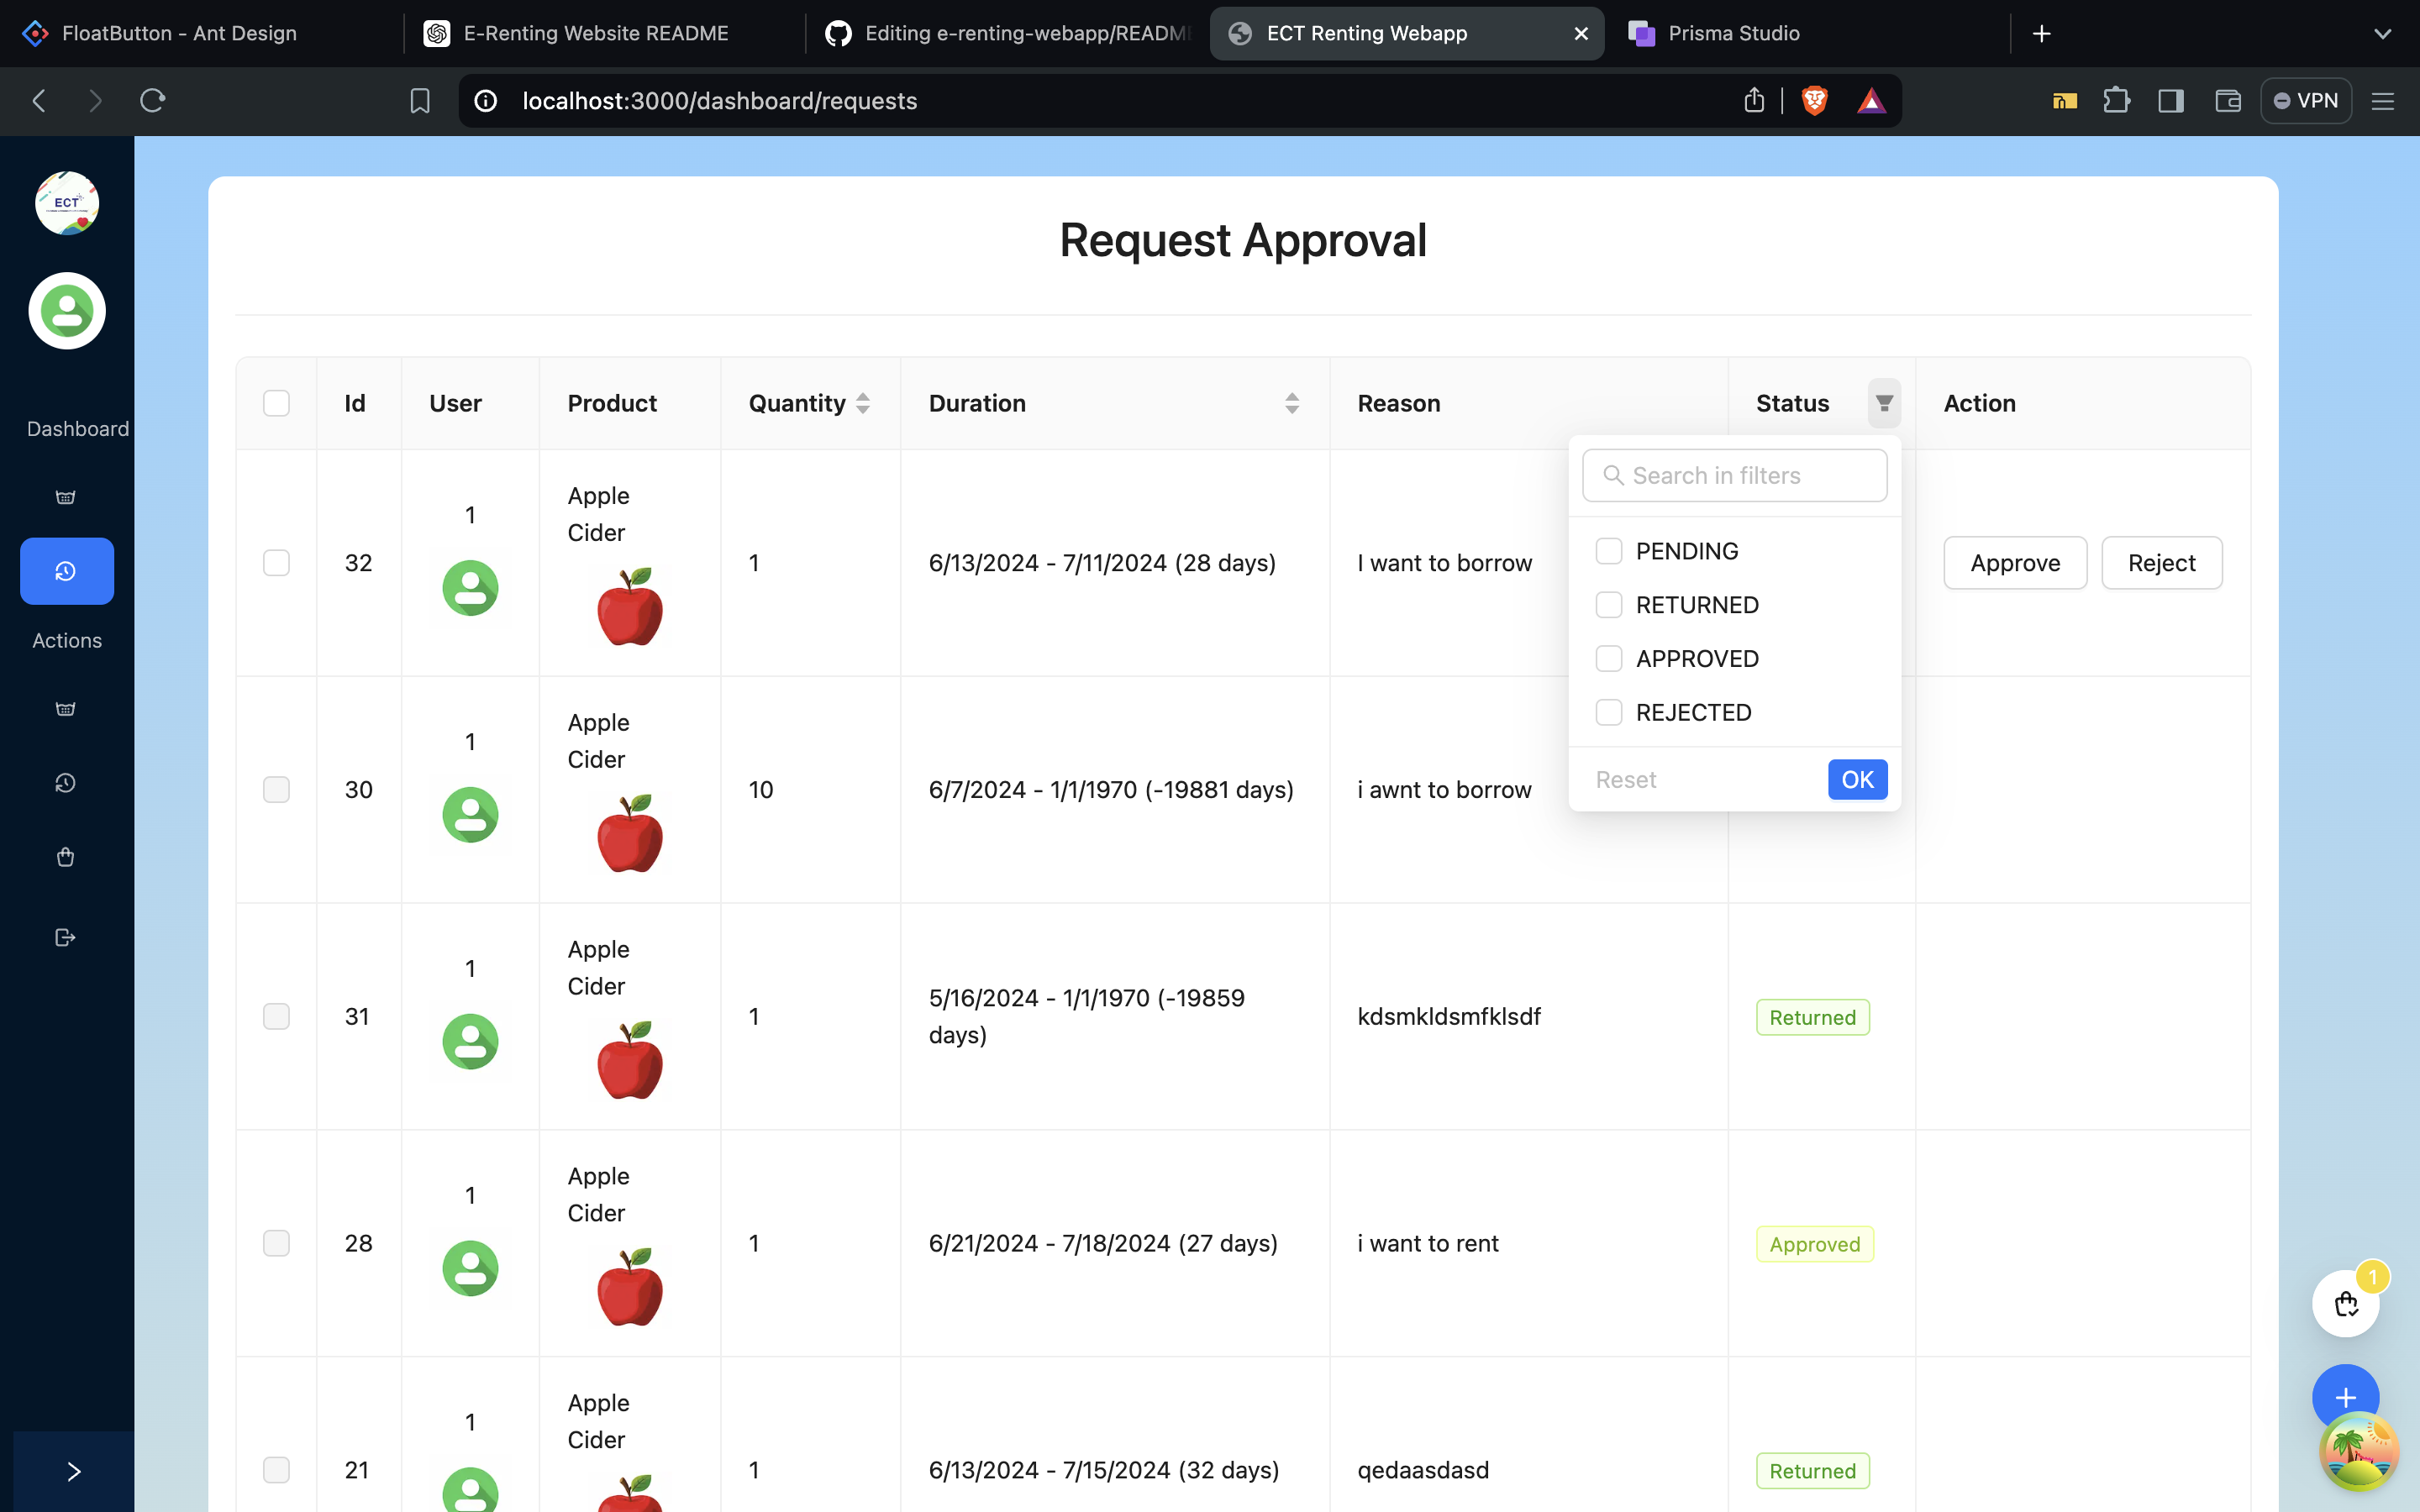 FloatButton - Ant Design
E-Renting Website README
Editing e-renting-webapp/READM
ECT Renting Webapp
Prisma Studio
localhost:3000/dashboard/requests
VPN
ECT
Request Approval
Dashboard
Actions
Id User Product Quantity Duration Reason Status Action
Search in filters
PENDING
RETURNED
APPROVED
REJECTED
Reset OK
32 1 Apple
Cider 1 6/13/2024 - 7/11/2024 (28 days) I want to borrow Approve Reject
30 1 Apple
Cider 10 6/7/2024 - 1/1/1970 (-19881 days) i awnt to borrow
31 1 Apple
Cider 1 5/16/2024 - 1/1/1970 (-19859
days) kdsmkldsmfklsdf Returned
28 1 Apple
Cider 1 6/21/2024 - 7/18/2024 (27 days) i want to rent Approved
21 1 Apple
Cider 1 6/13/2024 - 7/15/2024 (32 days) qedaasdasd Returned
1